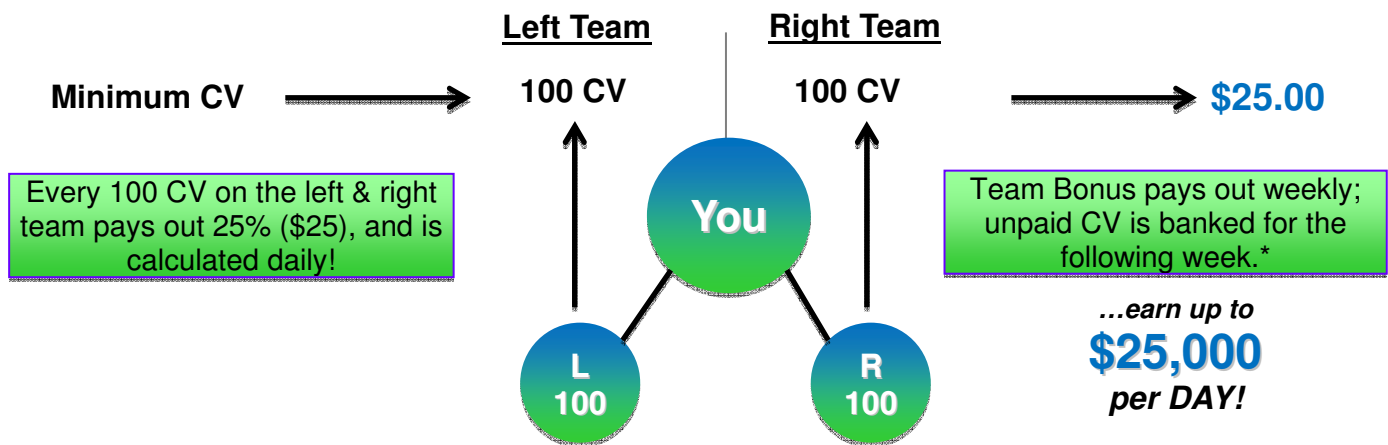 Left Team
Right Team
Minimum CV
100 CV
100 CV
$25.00
Every 100 CV on the left & right
team pays out 25% ($25), and is
calculated daily!
You
Team Bonus pays out weekly;
unpaid CV is banked for the
following week.*
...earn up to
$25,000
per DAY!
L
100
R
100